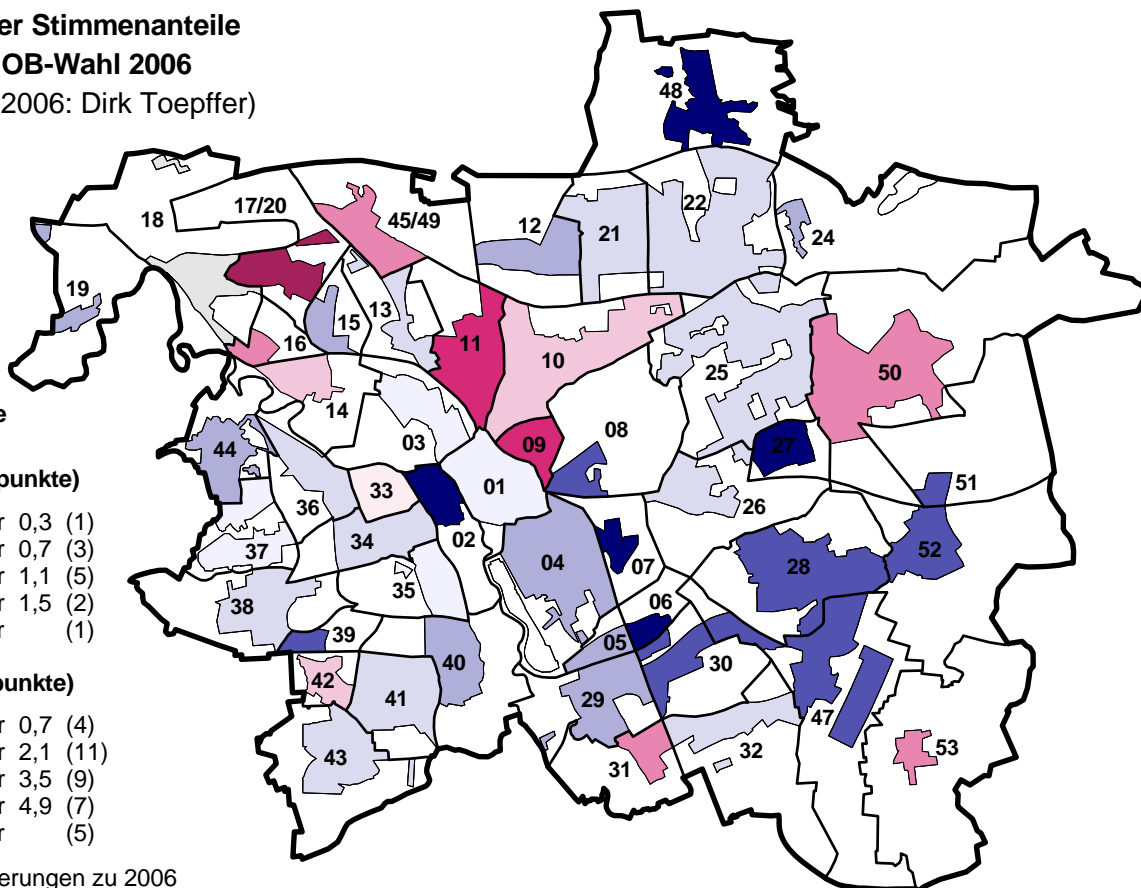 er Stimmenanteile
OB-Wahl 2006
2006: Dirk Toepffer)
48
22
12
21
24
17/20
45/49
18
19
13
15
16
11
10
25
50
14
03
08
09
27
44
33
01
36
26
51
34
02
37
04
07
28
52
35
38
39
06
05
40
30
42
41
29
47
43
32
31
53
e
punkte)
r 0,3 (1)
r 0,7 (3)
r 1,1 (5)
r 1,5 (2)
r (1)
punkte)
r 0,7 (4)
r 2,1 (11)
r 3,5 (9)
r 4,9 (7)
r (5)
erungen zu 2006